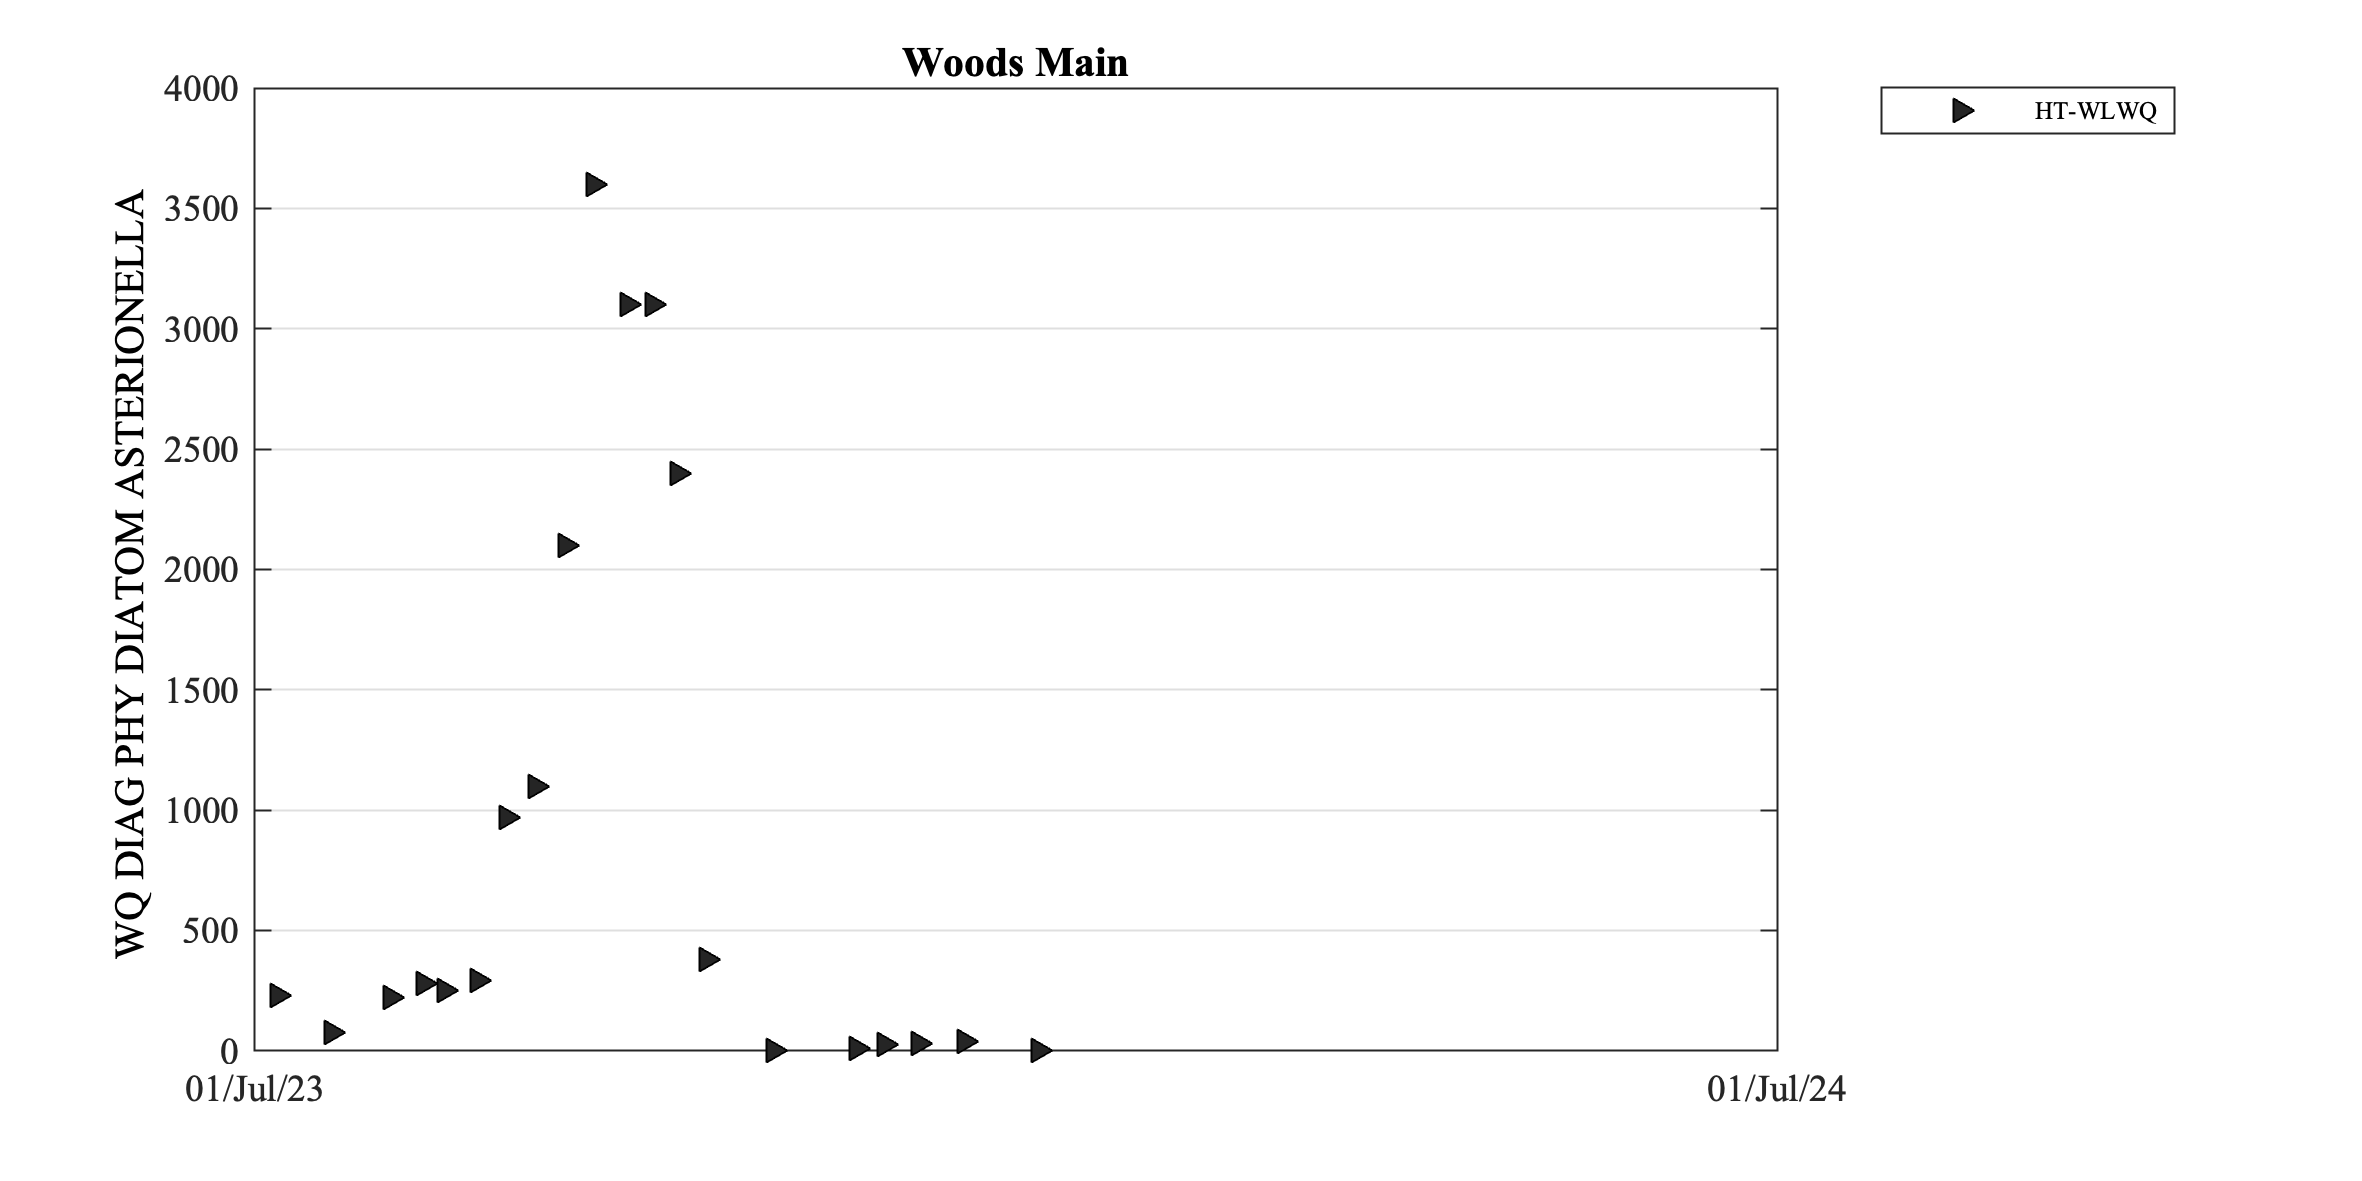 Woods Main
HT-WLWQ
WQ DIAG PHY DIATOM ASTERIONELLA
4000
3500
3000
2500
2000
1500
1000
500
0
01/Jul/23
01/Jul/24